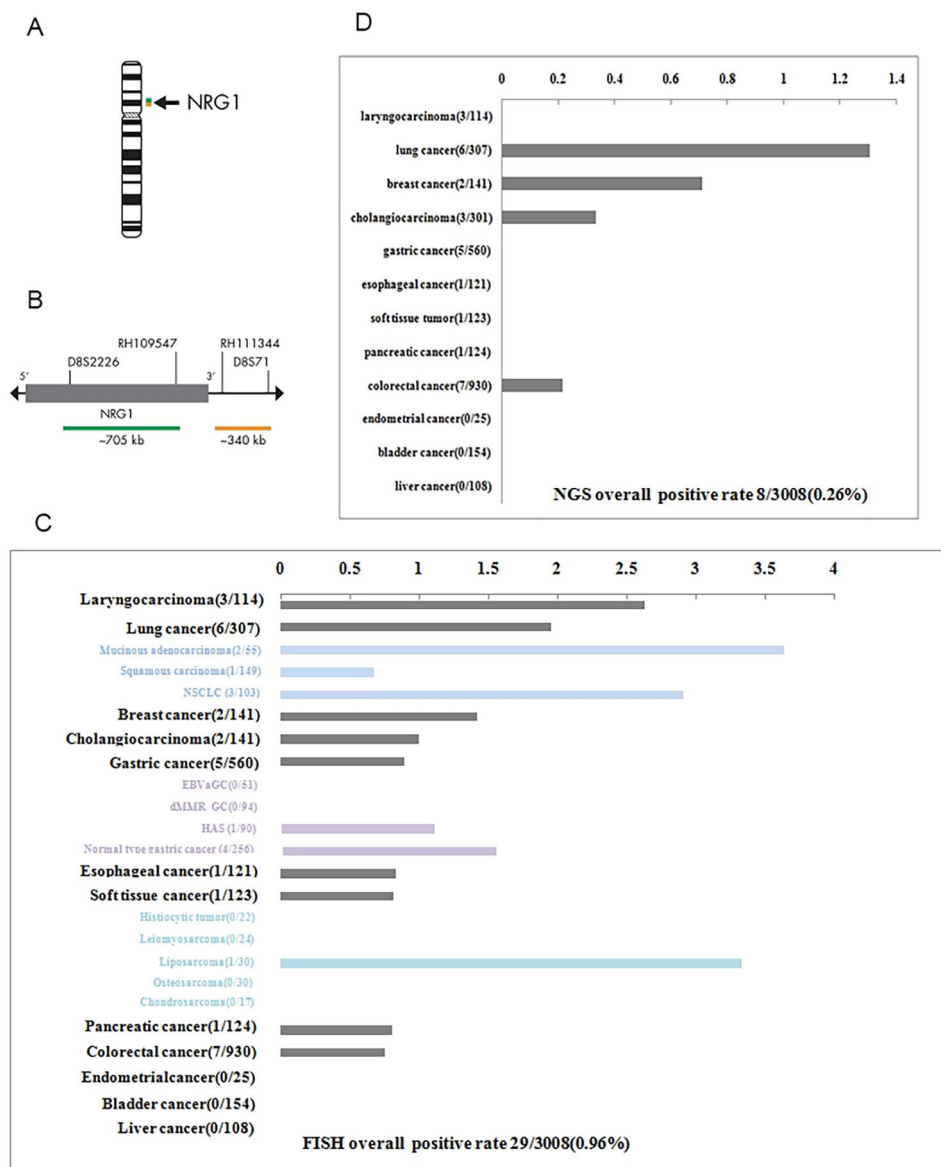 A
NRG1
B
RH109547
RH111344
D8S2226
D8S71
5'
3'
NRG1
~705 kb
~340 kb
D
0
0.2
0.4
0.6
0.8
1
1.2
1.4
laryngocarcinoma(3/114)
lung cancer(6/307)
breast cancer(2/141)
cholangiocarcinoma(3/301)
gastric cancer(5/560)
esophageal cancer(1/121)
soft tissue tumor(1/123)
pancreatic cancer(1/124)
colorectal cancer(7/930)
endometrial cancer(0/25)
bladder cancer(0/154)
liver cancer(0/108)
NGS overall positive rate 8/3008(0.26%)
C
0
0.5
1
1.5
2
2.5
3
3.5
4
Laryngocarcinoma(3/114)
Lung cancer(6/307)
Mucinous adenocarcinoma(2/55)
Squamous carcinoma(1/149)
NSCLC (3/103)
Breast cancer(2/141)
Cholangiocarcinoma(2/141)
Gastric cancer(5/560)
EBVaGC(0/51)
dMMR GC(0/94)
HAS (1/90)
Normal type gastric cancer (4/256)
Esophageal cancer(1/121)
Soft tissue cancer(1/123)
Histiocytic tumor(0/22)
Leiomyosarcoma(0/24)
Liposarcoma(1/30)
Osteosarcoma(0/30)
Chondrosarcoma(0/17)
Pancreatic cancer(1/124)
Colorectal cancer(7/930)
Endometrialcancer(0/25)
Bladder cancer(0/154)
Liver cancer(0/108)
FISH overall positive rate 29/3008(0.96%)